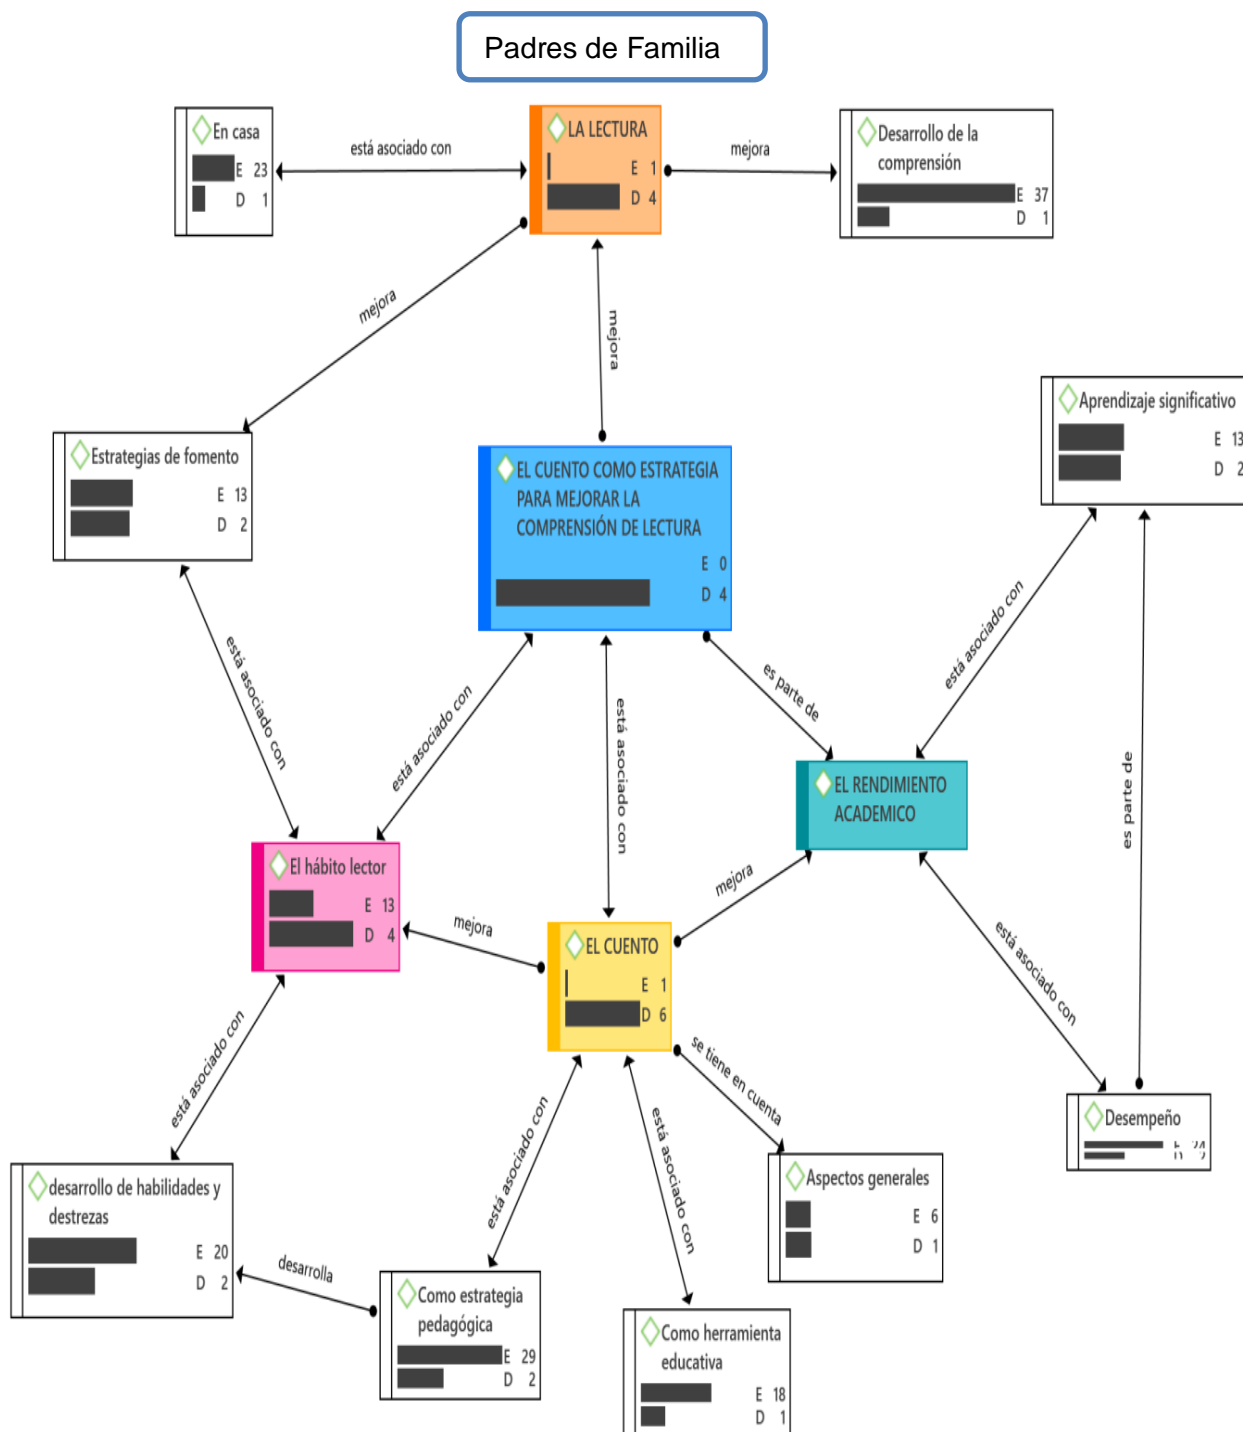 Padres de Familia
En casa
E 23
D 1
está asociado con
LA LECTURA
E 1
D 4
mejora
Desarrollo de la
comprensión
E 37
D 1
mejora
mejora
Estrategias de fomento
E 13
D 2
EL CUENTO COMO ESTRATEGIA
PARA MEJORAR LA
COMPRENSIÓN DE LECTURA
E 0
D 4
Aprendizaje significativo
E 13
D 2
está asociado con
está asociado con
está asociado con
es parte de
está asociado con
es parte de
EL RENDIMIENTO
ACADEMICO
El hábito lector
E 13
D 4
mejora
mejora
EL CUENTO
E 1
D 6
está asociado con
está asociado con
está asociado con
está asociado con
se tiene en cuenta
Desempeño
desarrollo de habilidades y
destrezas
E 20
D 2
desarrolla
Como estrategia
pedagógica
E 29
D 2
Aspectos generales
E 6
D 1
Como herramienta
educativa
E 18
D 1